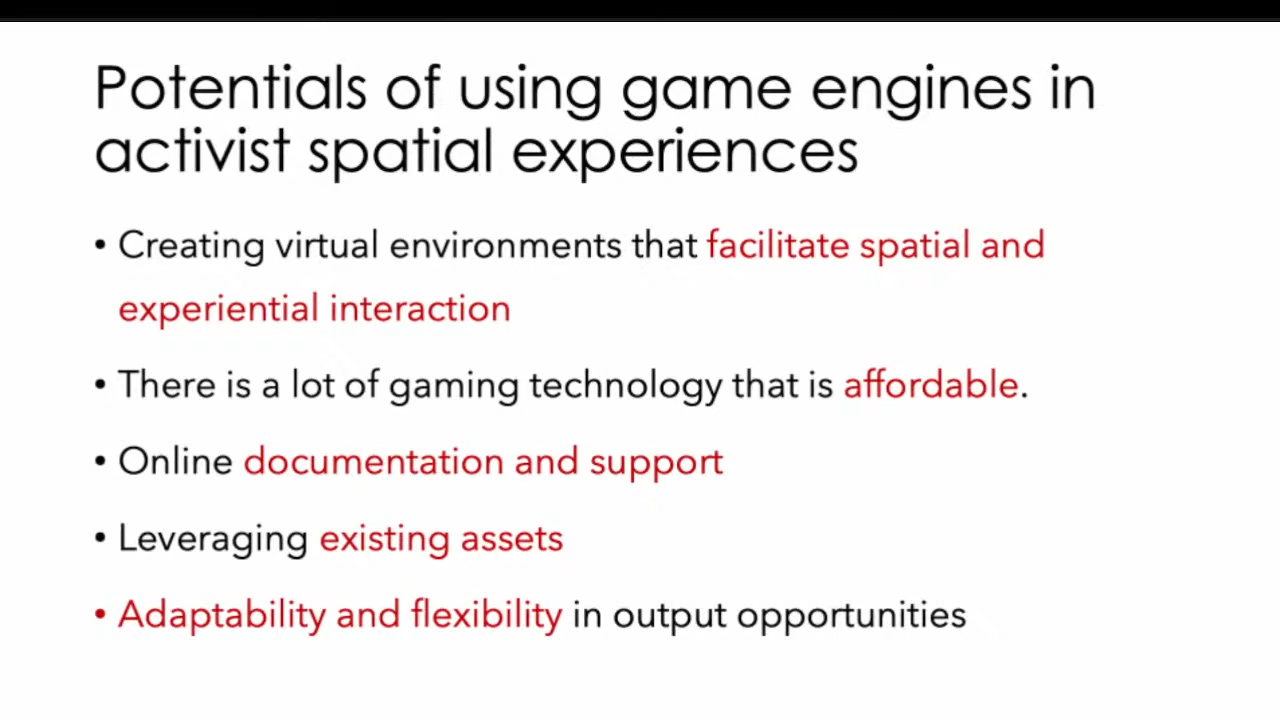 Potentials of using game engines in
activist spatial experiences
• Creating virtual environments that facilitate spatial and
experiential interaction
• There is a lot of gaming technology that is affordable.
• Online documentation and support
• Leveraging existing assets
• Adaptability and flexibility in output opportunities